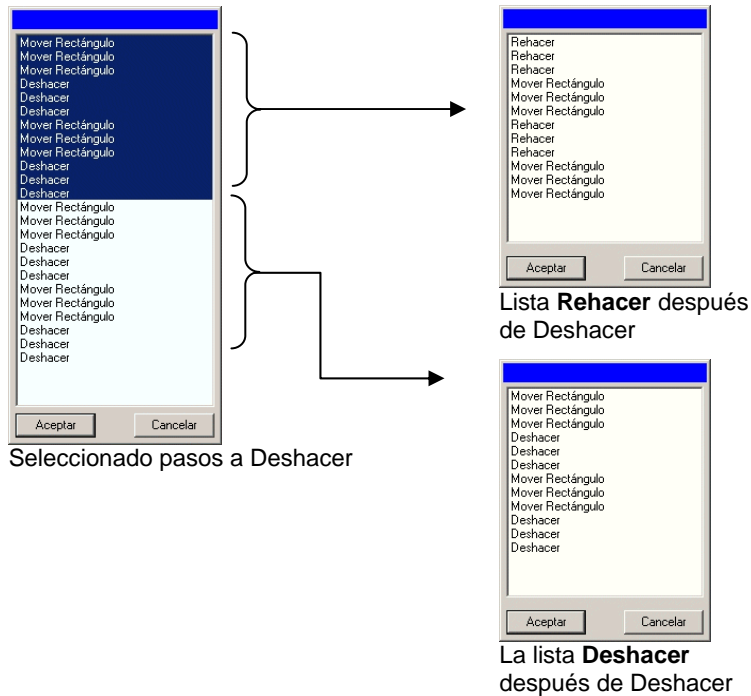 Mover Rectángulo
Mover Rectángulo
Mover Rectángulo
Deshacer
Deshacer
Deshacer
Mover Rectángulo
Mover Rectángulo
Mover Rectángulo
Deshacer
Deshacer
Deshacer
Mover Rectángulo
Mover Rectángulo
Mover Rectángulo
Deshacer
Deshacer
Deshacer
Mover Rectángulo
Mover Rectángulo
Mover Rectángulo
Deshacer
Deshacer
Deshacer
Aceptar
Cancelar
Seleccionado pasos a Deshacer
Rehacer
Rehacer
Rehacer
Mover Rectángulo
Mover Rectángulo
Mover Rectángulo
Rehacer
Rehacer
Rehacer
Mover Rectángulo
Mover Rectángulo
Mover Rectángulo
Aceptar
Cancelar
Lista Rehacer después
de Deshacer
Mover Rectángulo
Mover Rectángulo
Mover Rectángulo
Deshacer
Deshacer
Deshacer
Mover Rectángulo
Mover Rectángulo
Mover Rectángulo
Deshacer
Deshacer
Deshacer
Aceptar
Cancelar
La lista Deshacer
después de Deshacer